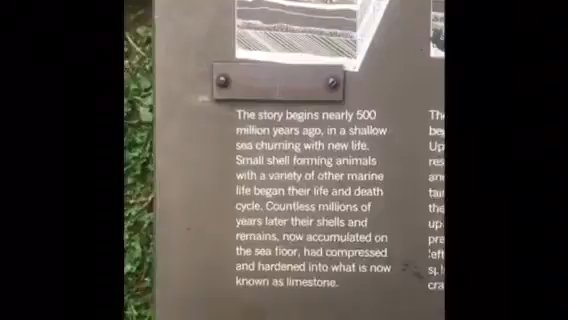 The story begins nearly 500
million years ago, in a shallow
sea churning with new life.
Small shell forming animals
with a variety of other marine
life began their life and death
cycle. Countless millions of
years later their shells and
remains, now accumulated on
the sea floor, had compressed
and hardened into what is now
known as limestone.